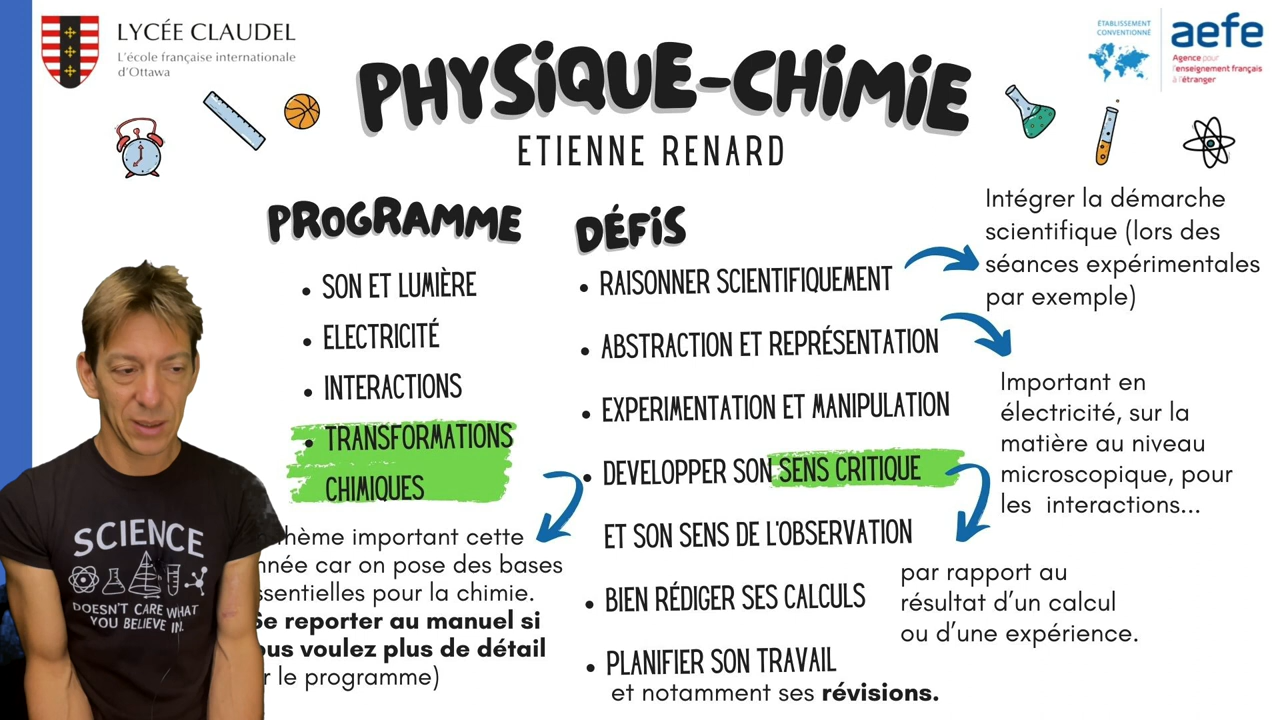 LYCÉE CLAUDEL
L'école française internationale
d'Ottawa
ÉTABLISSEMENT
CONVENTIONNÉ
aefe
Agence pour
l'enseignement français
à l'étranger
PHYSIQUE-CHIMIE
ETIENNE RENARD
PROGRAMME
• SON ET LUMIÈRE
• ELECTRICITÉ
• INTERACTIONS
• TRANSFORMATIONS
CHIMIQUES
hème important cette
nnée car on pose des bases
ssentielles pour la chimie.
Se reporter au manuel si
ous voulez plus de détail
r le programme)
DÉFIS
• RAISONNER SCIENTIFIQUEMENT
• ABSTRACTION ET REPRÉSENTATION
• EXPERIMENTATION ET MANIPULATION
• DEVELOPPER SON SENS CRITIQUE
ET SON SENS DE L'OBSERVATION
• BIEN RÉDIGER SES CALCULS
• PLANIFIER SON TRAVAIL
et notamment ses révisions.
Intégrer la démarche
scientifique (lors des
séances expérimentales
par exemple)
Important en
électricité, sur la
matière au niveau
microscopique, pour
les interactions...
par rapport au
résultat d'un calcul
ou d'une expérience.
SCIENCE
DOESN'T CARE WHAT
YOU BELIEVE IN.